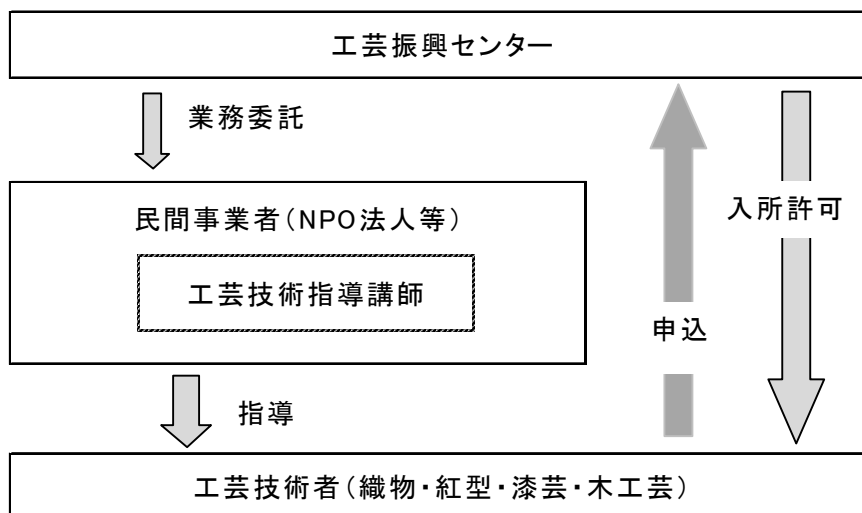 工芸振興センター
業務委託
民間事業者(NPO法人等)
工芸技術指導講師
入所許可
申込
指導
工芸技術者(織物・紅型・漆芸・木工芸)